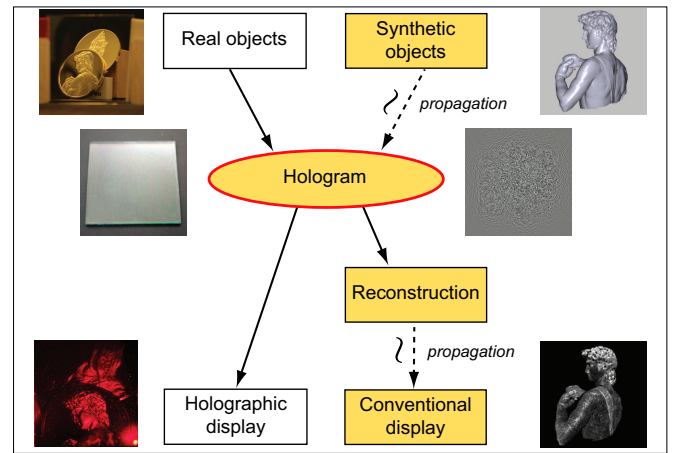 Real objects
Synthetic
objects
propagation
Hologram
Reconstruction
propagation
Holographic
display
Conventional
display